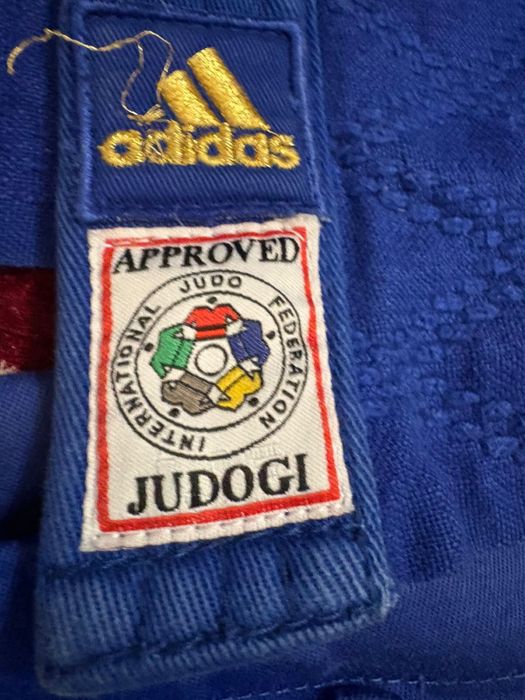 adidas
APPROVED
INTERNATIONAL JUDO FEDERATION
JUDOGI